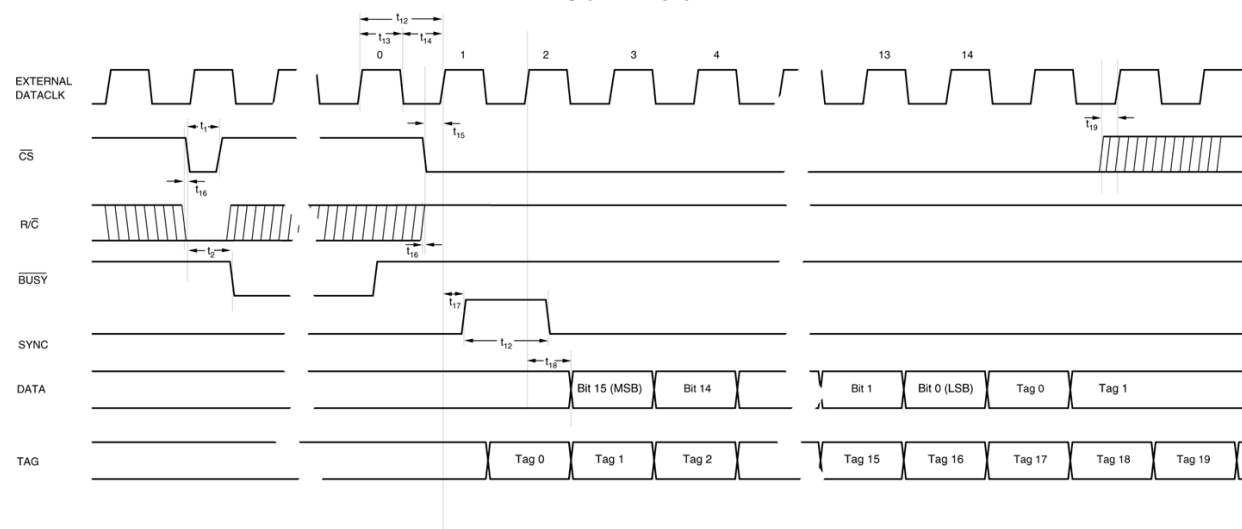 t12
t13 t14
0 1 2 3 4 13 14
EXTERNAL
DATACLK
t1 t15 t19
CS
t16
R/C
t2 t16
BUSY
t17
SYNC
t12
t18
DATA Bit 15 (MSB) Bit 14 Bit 1 Bit 0 (LSB) Tag 0 Tag 1
TAG Tag 0 Tag 1 Tag 2 Tag 15 Tag 16 Tag 17 Tag 18 Tag 19